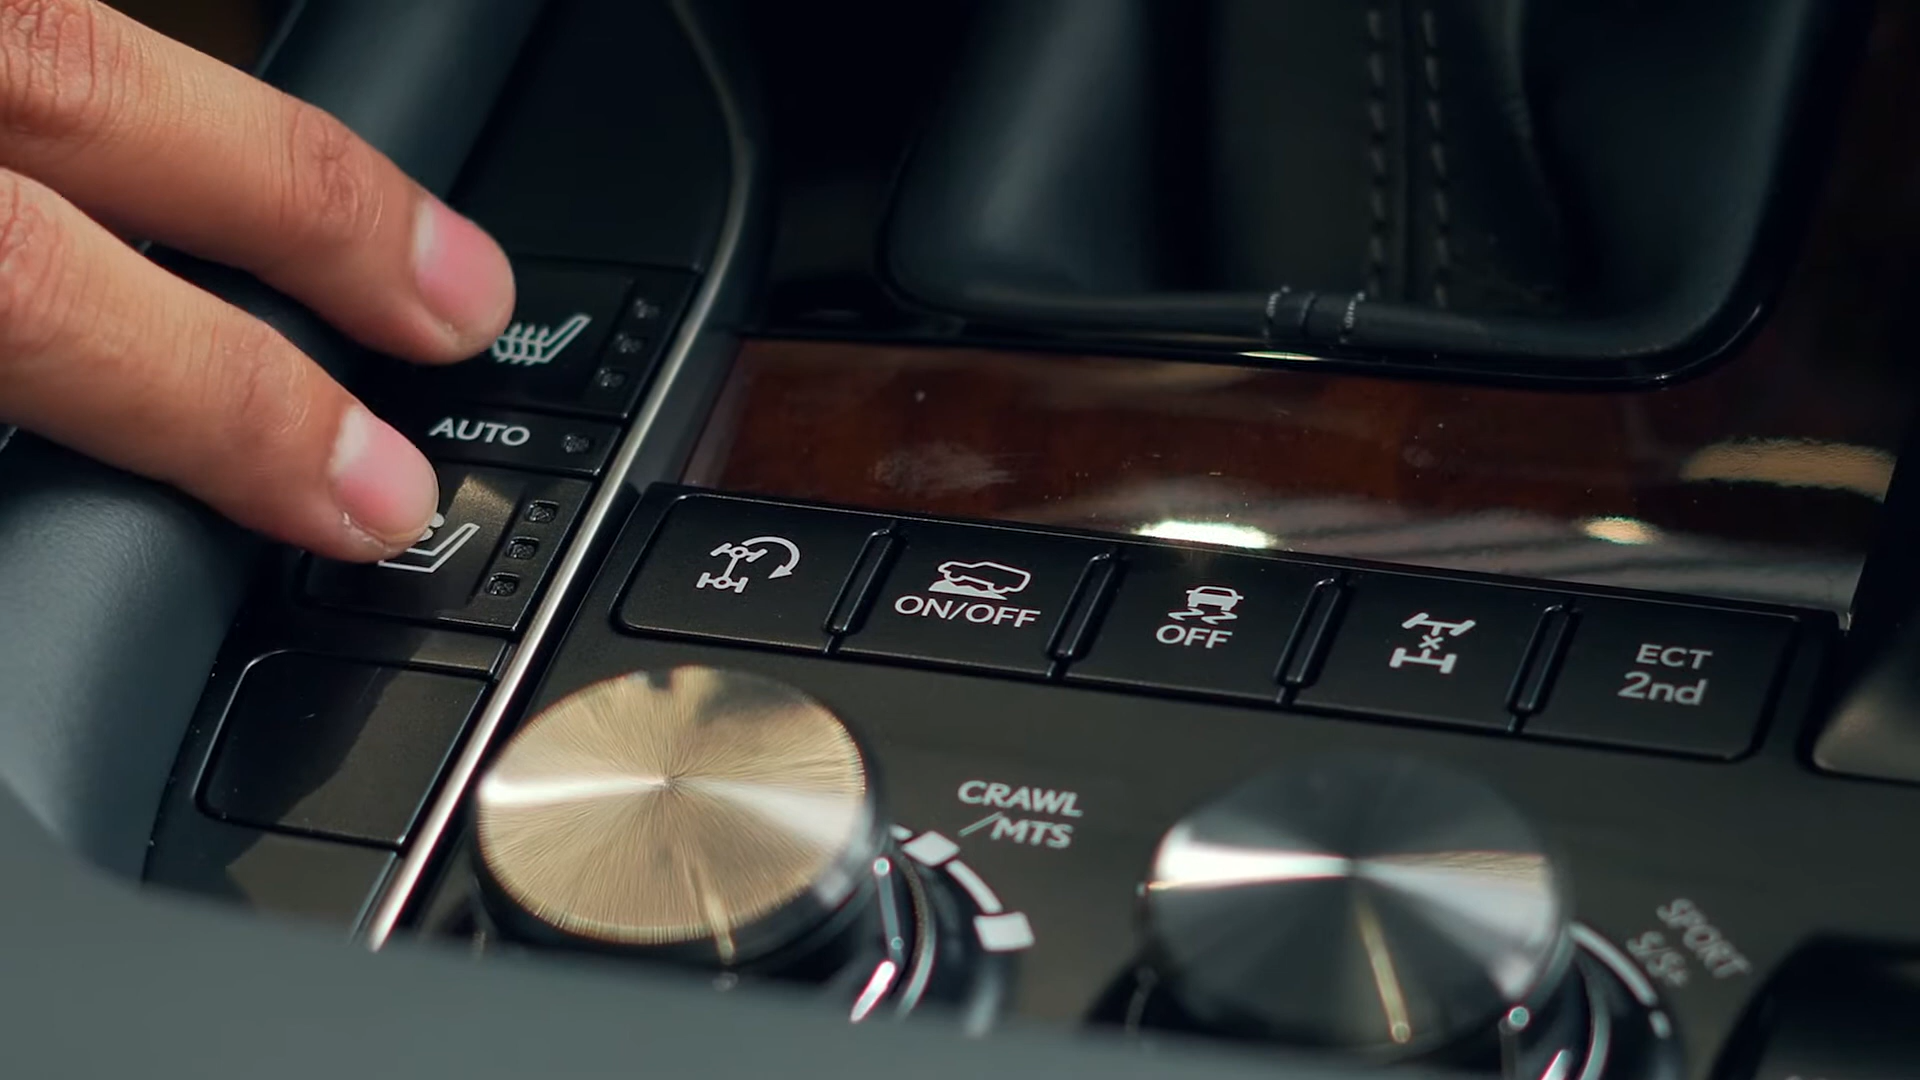 AUTO
ON/OFF
OFF
ECT
2nd
CRAWL
/MTS
SPORT
S/S+